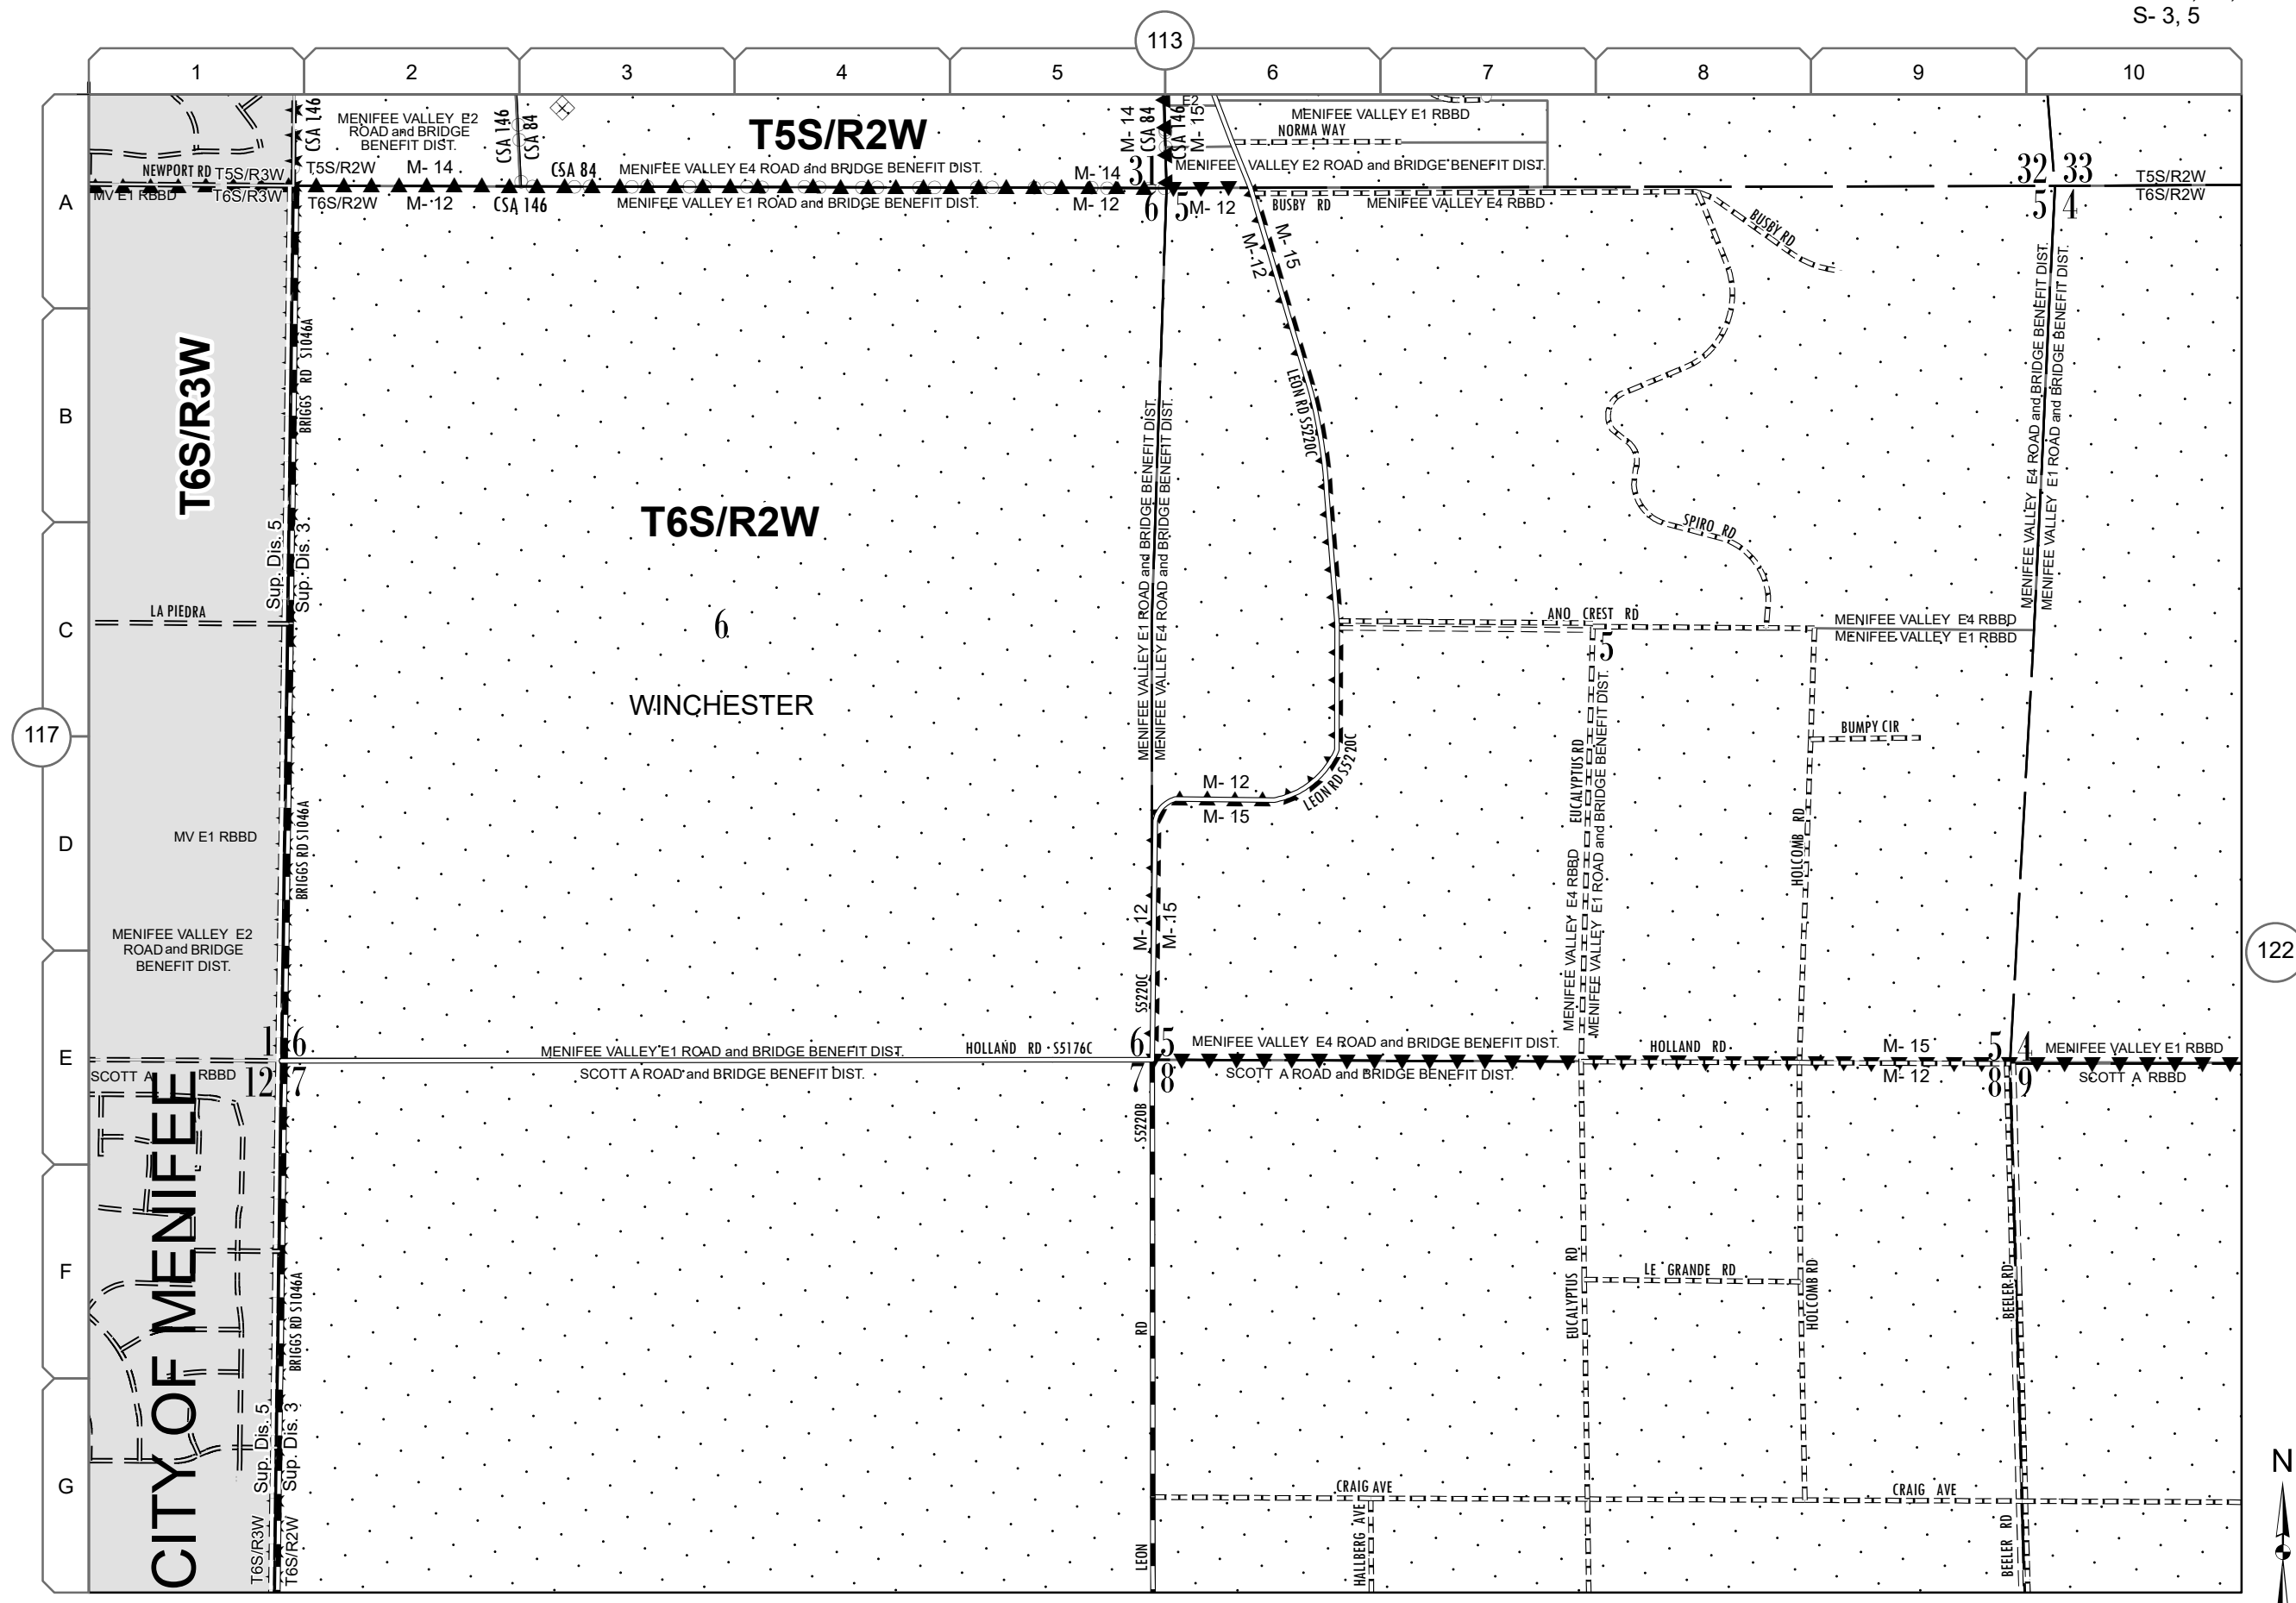 S- 3, 5
113
1 2 3 4 5 6 7 8 9 10
A
B
C
D
E
F
G
117
122
N
CSA 146
MENIFEE VALLEY E2
ROAD and BRIDGE
BENEFIT DIST.
CSA 146
CSA 84
T5S/R2W
M- 14
CSA 84
CSA 146
M- 15
E2
MENIFEE VALLEY E1 RBBD
NORMA WAY
NEWPORT RD
T5S/R3W
T5S/R2W
M- 14
CSA 84
MENIFEE VALLEY E4 ROAD and BRIDGE BENEFIT DIST.
M- 14
31
MENIFEE VALLEY E2 ROAD and BRIDGE BENEFIT DIST.
32 33
T5S/R2W
MV E1 RBBD
T6S/R3W
T6S/R2W
M- 12
CSA 146
MENIFEE VALLEY E1 ROAD and BRIDGE BENEFIT DIST.
M- 12
6 5
M- 12
BUSBY RD
MENIFEE VALLEY E4 RBBD
5 4
T6S/R2W
BUSBY RD
M- 12
M- 15
T6S/R3W
BRIGGS RD S1046A
LEON RD S5220C
MENIFEE VALLEY E4 ROAD and BRIDGE BENEFIT DIST.
MENIFEE VALLEY E1 ROAD and BRIDGE BENEFIT DIST.
MENIFEE VALLEY E1 ROAD and BRIDGE BENEFIT DIST.
MENIFEE VALLEY E4 ROAD and BRIDGE BENEFIT DIST.
T6S/R2W
SPIRO RD
Sup. Dis. 5
Sup. Dis. 3
LA PIEDRA
6
ANO CREST RD
MENIFEE VALLEY E4 RBBD
MENIFEE VALLEY E1 RBBD
5
WINCHESTER
BUMPY CIR
EUCALYPTUS RD
MENIFEE VALLEY E4 RBBD
MENIFEE VALLEY E1 ROAD and BRIDGE BENEFIT DIST.
HOLCOMB RD
M- 12
M- 15
LEON RD S5220C
MV E1 RBBD
BRIGGS RD S1046A
M- 12
M- 15
MENIFEE VALLEY E2
ROAD and BRIDGE
BENEFIT DIST.
S5220C
1 6
MENIFEE VALLEY E1 ROAD and BRIDGE BENEFIT DIST.
HOLLAND RD S5176C
6 5
MENIFEE VALLEY E4 ROAD and BRIDGE BENEFIT DIST.
HOLLAND RD
M- 15
5 4
MENIFEE VALLEY E1 RBBD
SCOTT A RBBD
12 7
SCOTT A ROAD and BRIDGE BENEFIT DIST.
7 8
SCOTT A ROAD and BRIDGE BENEFIT DIST.
M- 12
8 9
SCOTT A RBBD
S5220B
CITY OF MENIFEE
BRIGGS RD S1046A
EUCALYPTUS RD
LE GRANDE RD
HOLCOMB RD
BEELER RD
RD
Sup. Dis. 5
Sup. Dis. 3
CRAIG AVE
CRAIG AVE
T6S/R3W
T6S/R2W
LEON
HALLBERG AVE
BEELER RD